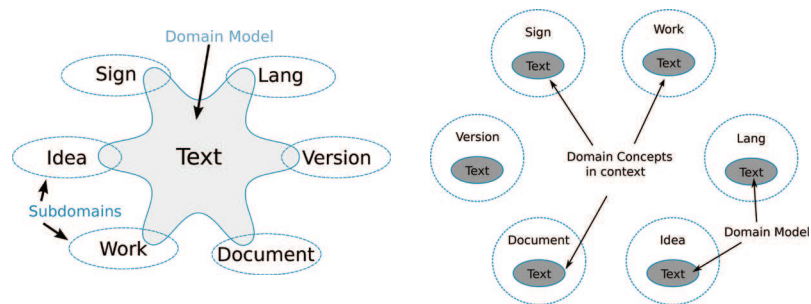 Domain Model
Sign
Lang
Idea
Text
Version
Subdomains
Work
Document
Sign
Text
Work
Text
Version
Text
Domain Concepts
in context
Lang
Text
Document
Text
Idea
Text
Domain Model